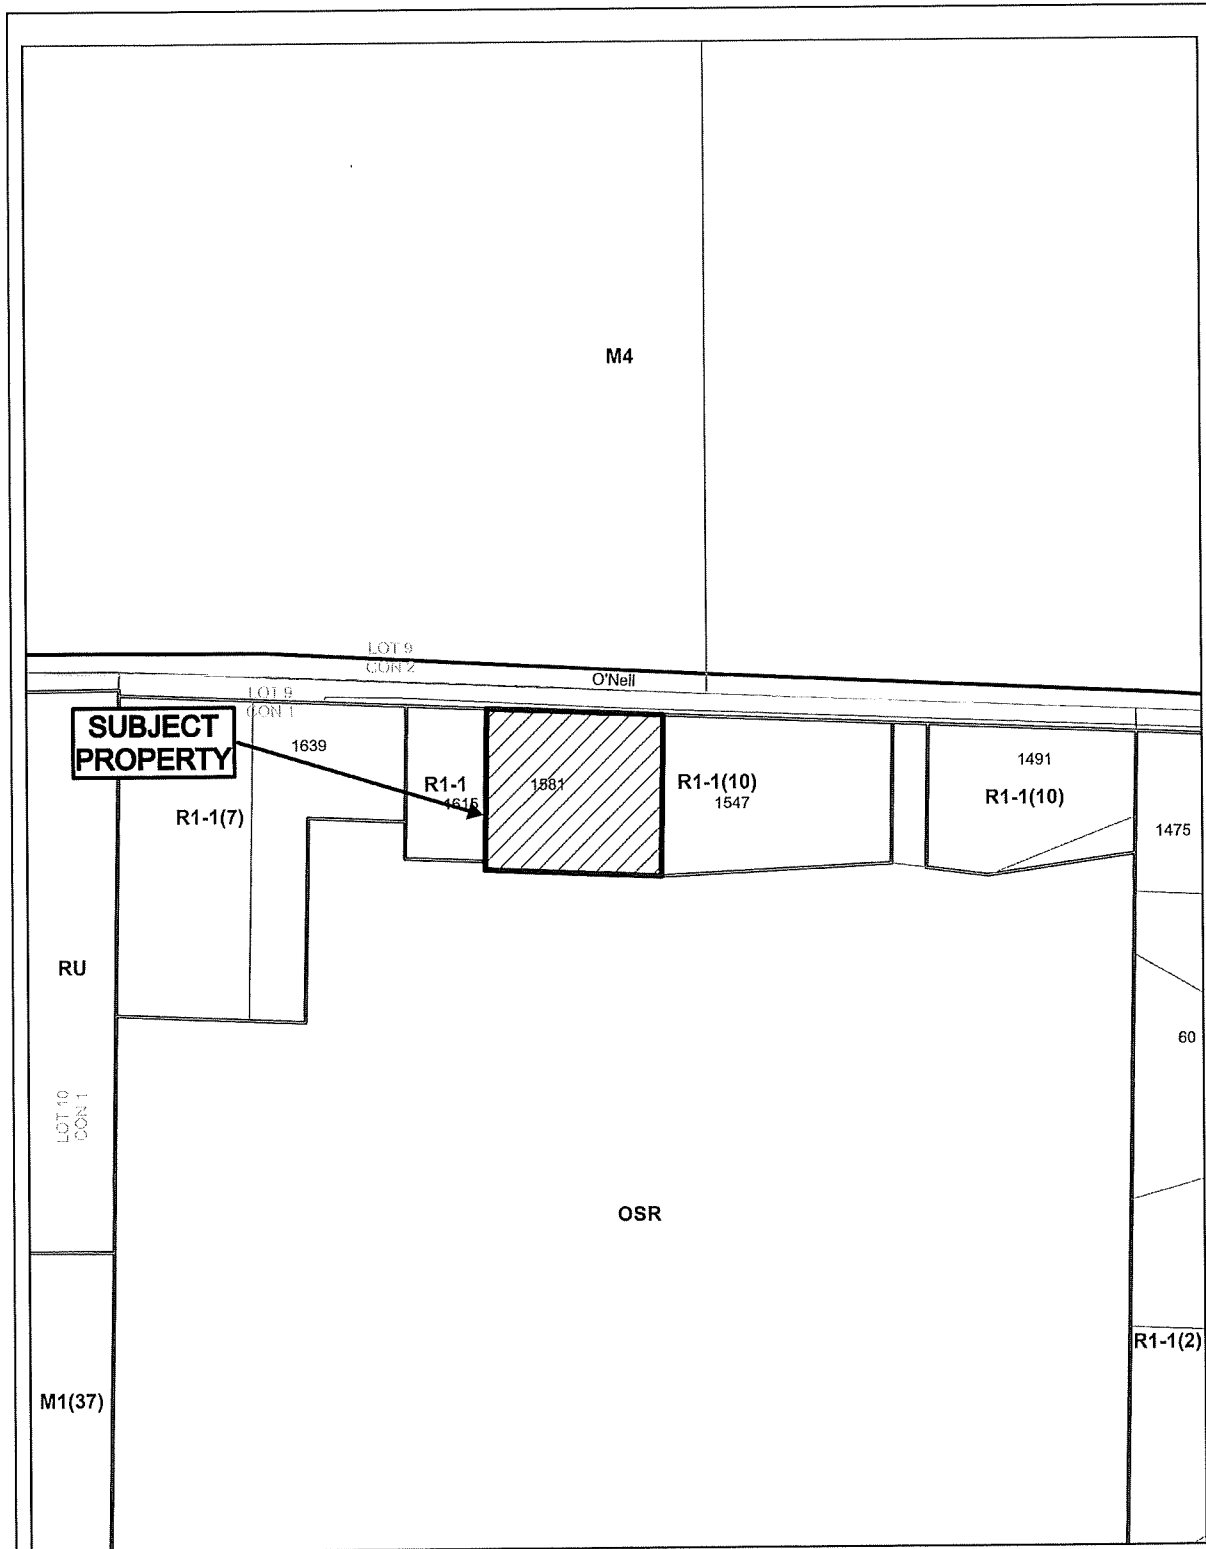 M4
LOT 9
CON 2
O'Neil
LOT 9
CON 1
SUBJECT
PROPERTY
1639
R1-1
1615
1581
R1-1(10)
1547
1491
R1-1(10)
1475
R1-1(7)
RU
60
LOT 10
CON 1
OSR
R1-1(2)
M1(37)